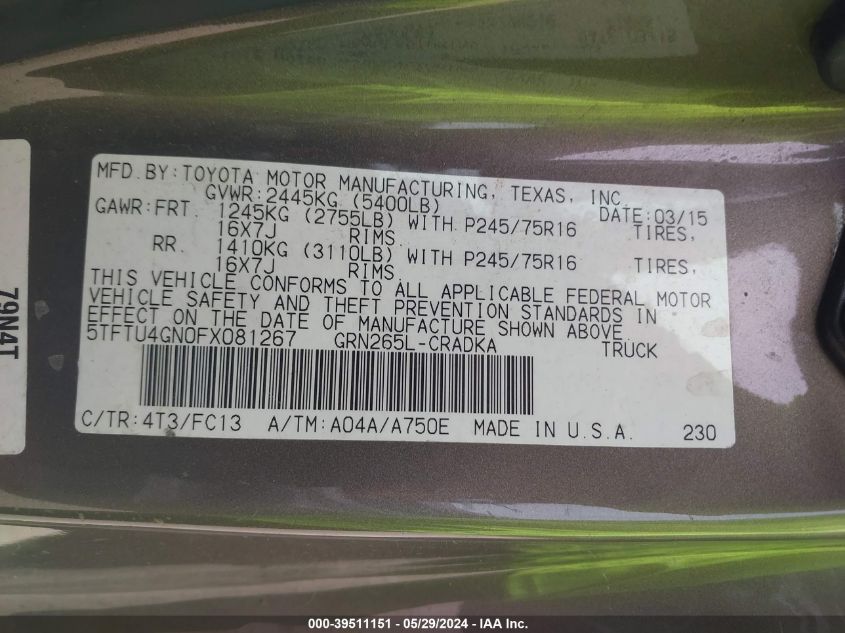 MFD. BY: TOYOTA MOTOR MANUFACTURING, TEXAS, INC.
GVWR: 2445KG (5400LB) DATE: 03/15
GAWR: FRT. 1245KG (2755LB) WITH P245/75R16 TIRES,
16X7J RIMS
RR. 1410KG (3110LB) WITH P245/75R16 TIRES,
16X7J RIMS
THIS VEHICLE CONFORMS TO ALL APPLICABLE FEDERAL MOTOR
VEHICLE SAFETY AND THEFT PREVENTION STANDARDS IN
EFFECT ON THE DATE OF MANUFACTURE SHOWN ABOVE.
5TFTU4GN0FX081267 GRN265L-CRADKA TRUCK
C/TR: 4T3/FC13 A/TM: A04A/A750E MADE IN U.S.A. 230
79N4T
000-39511151 | 05/29/2024 | IAA Inc.